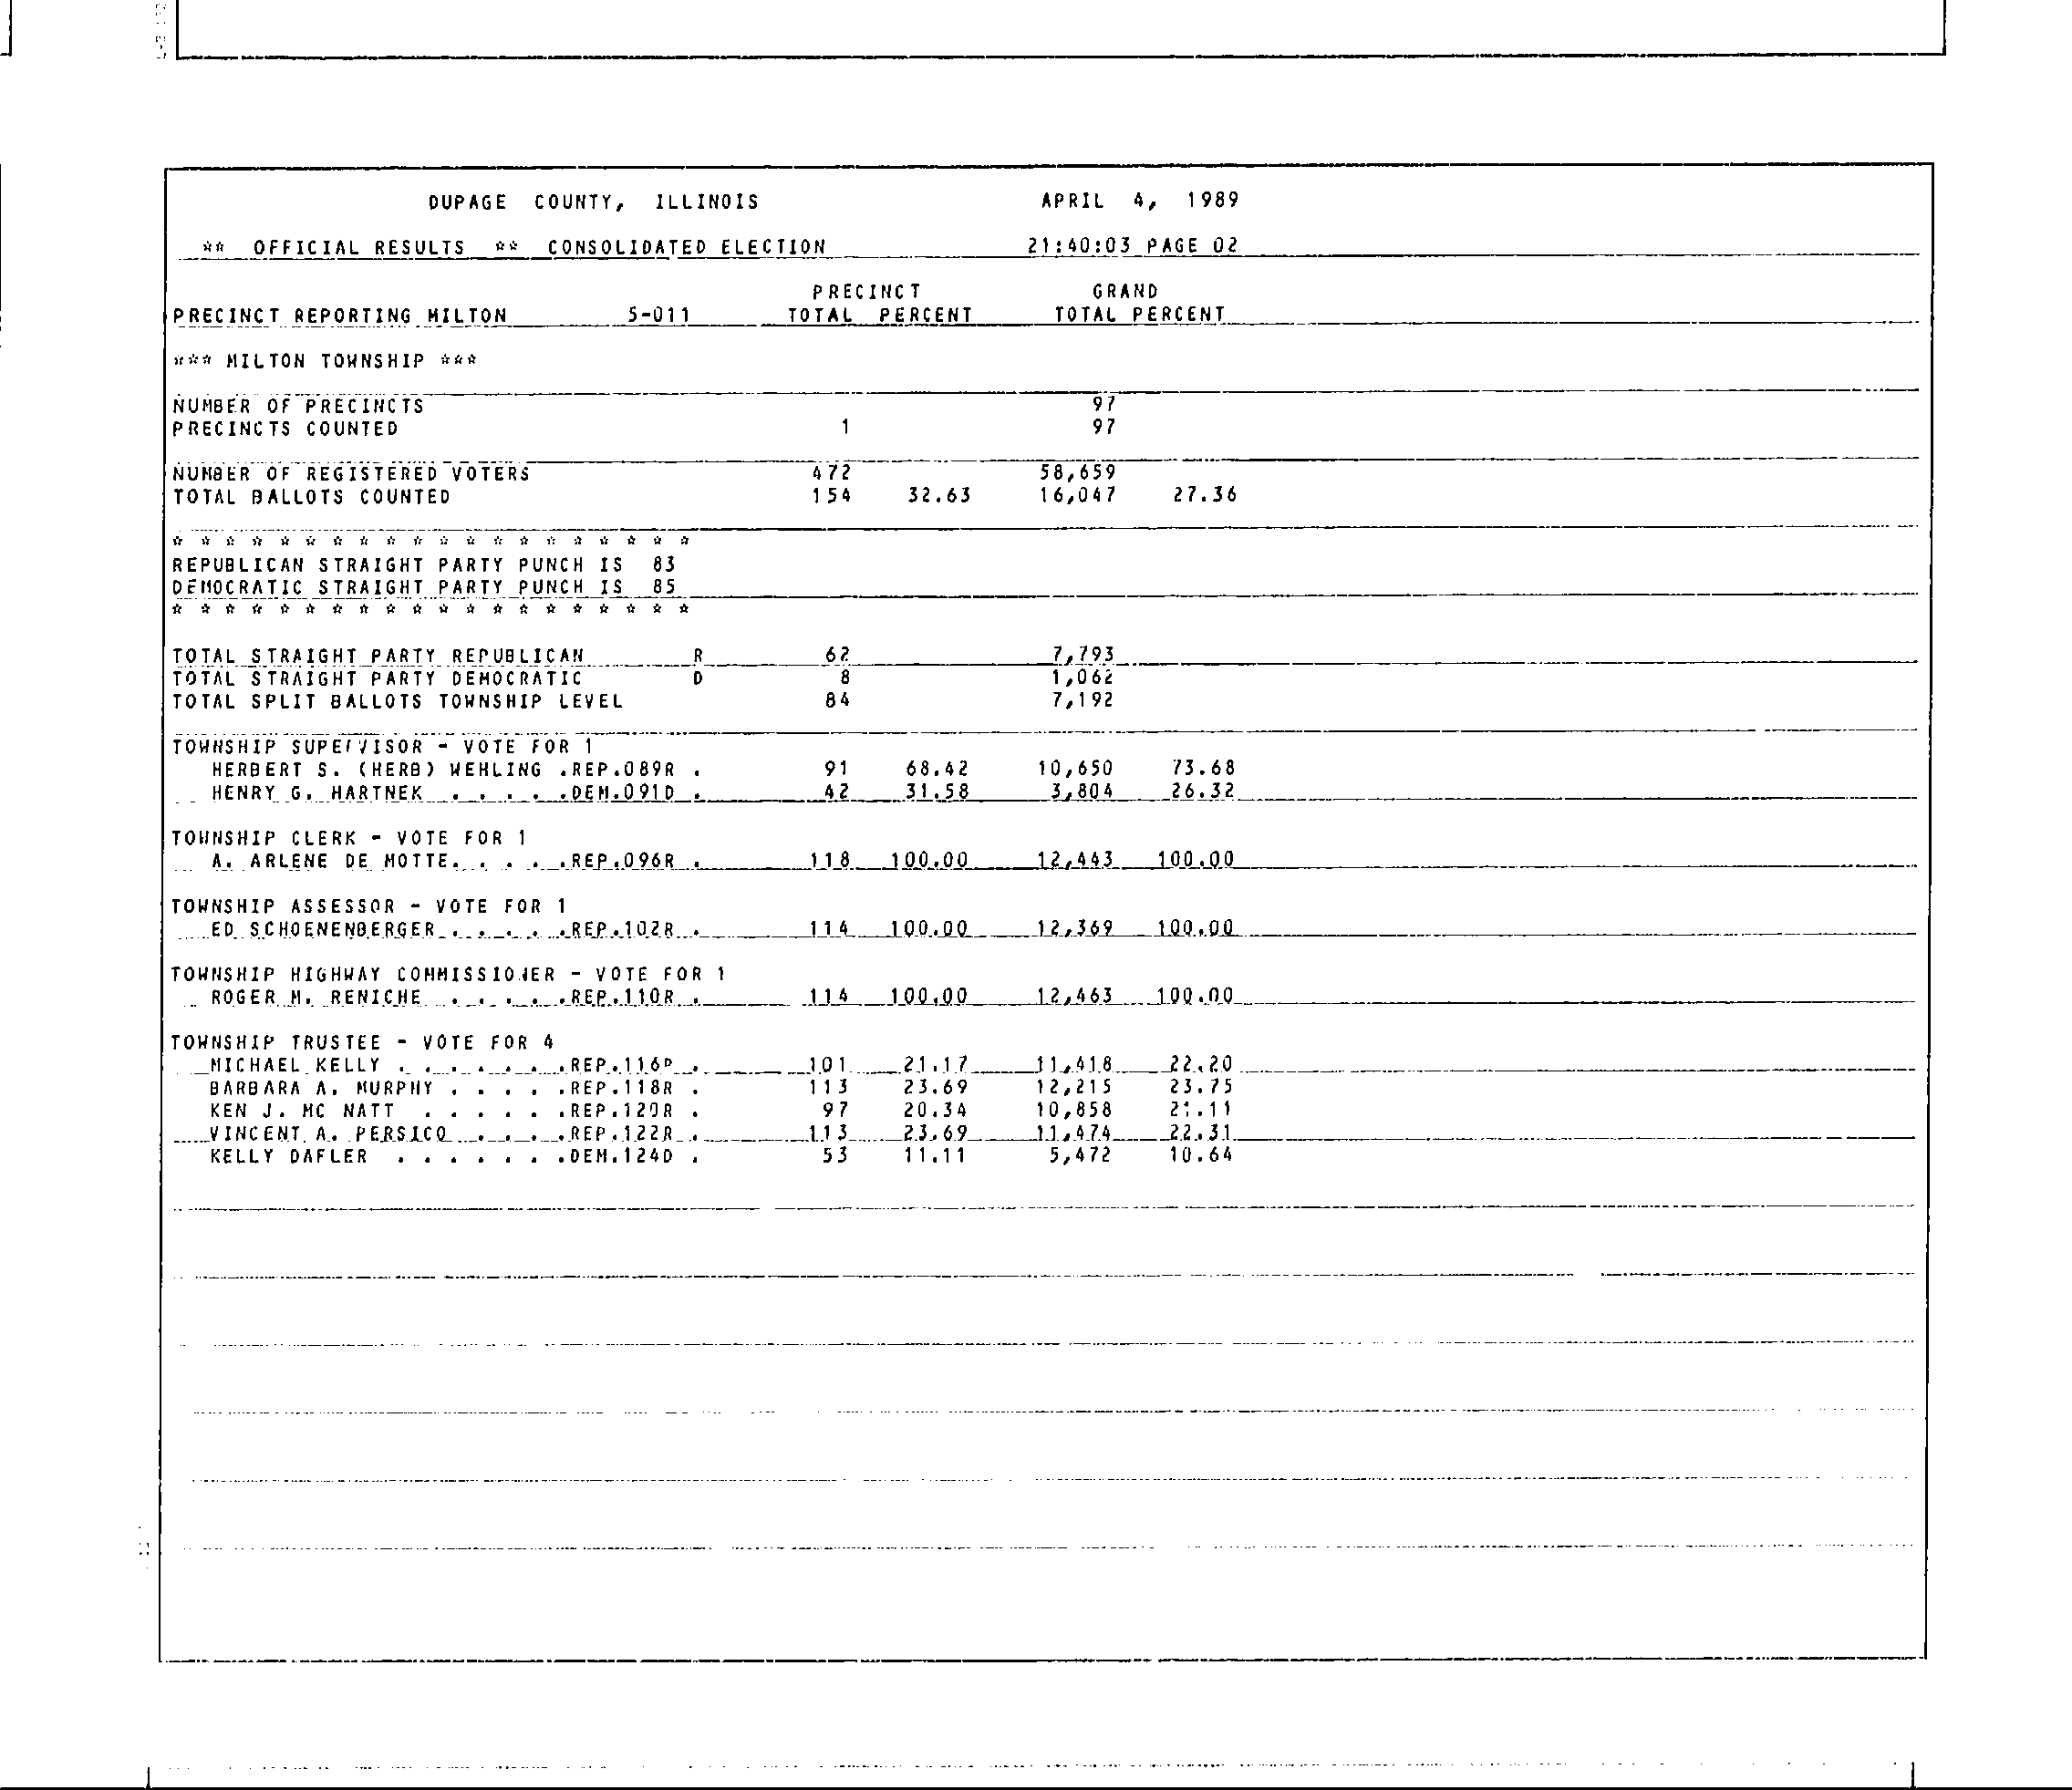 DUPAGE COUNTY, ILLINOIS APRIL 4, 1989
** OFFICIAL RESULTS ** CONSOLIDATED ELECTION 21:40:03 PAGE 02
PRECINCT GRAND
PRECINCT REPORTING MILTON 5-011 TOTAL PERCENT TOTAL PERCENT
*** MILTON TOWNSHIP ***
NUMBER OF PRECINCTS 97
PRECINCTS COUNTED 1 97
NUMBER OF REGISTERED VOTERS 472 58,659
TOTAL BALLOTS COUNTED 154 32.63 16,047 27.36
* * * * * * * * * * * * * * * * * * * *
REPUBLICAN STRAIGHT PARTY PUNCH IS 83
DEMOCRATIC STRAIGHT PARTY PUNCH IS 85
* * * * * * * * * * * * * * * * * * * *
TOTAL STRAIGHT PARTY REPUBLICAN R 62 7,793
TOTAL STRAIGHT PARTY DEMOCRATIC D 8 1,062
TOTAL SPLIT BALLOTS TOWNSHIP LEVEL 84 7,192
TOWNSHIP SUPERVISOR - VOTE FOR 1
HERBERT S. (HERB) WEHLING .REP.089R . 91 68.42 10,650 73.68
HENRY G. HARTNEK . . . . .DEM.091D . 42 31.58 3,804 26.32
TOWNSHIP CLERK - VOTE FOR 1
A. ARLENE DE MOTTE. . . . .REP.096R . 118 100.00 12,443 100.00
TOWNSHIP ASSESSOR - VOTE FOR 1
ED SCHOENENBERGER . . . . .REP.102R . 114 100.00 12,369 100.00
TOWNSHIP HIGHWAY COMMISSIONER - VOTE FOR 1
ROGER M. RENICHE . . . . .REP.110R . 114 100.00 12,463 100.00
TOWNSHIP TRUSTEE - VOTE FOR 4
MICHAEL KELLY . . . . . . .REP.116R . 101 21.17 11,418 22.20
BARBARA A. MURPHY . . . . .REP.118R . 113 23.69 12,215 23.75
KEN J. MC NATT . . . . . .REP.120R . 97 20.34 10,858 21.11
VINCENT A. PERSICO . . . .REP.122R . 113 23.69 11,474 22.31
KELLY DAFLER . . . . . . .DEM.124D . 53 11.11 5,472 10.64